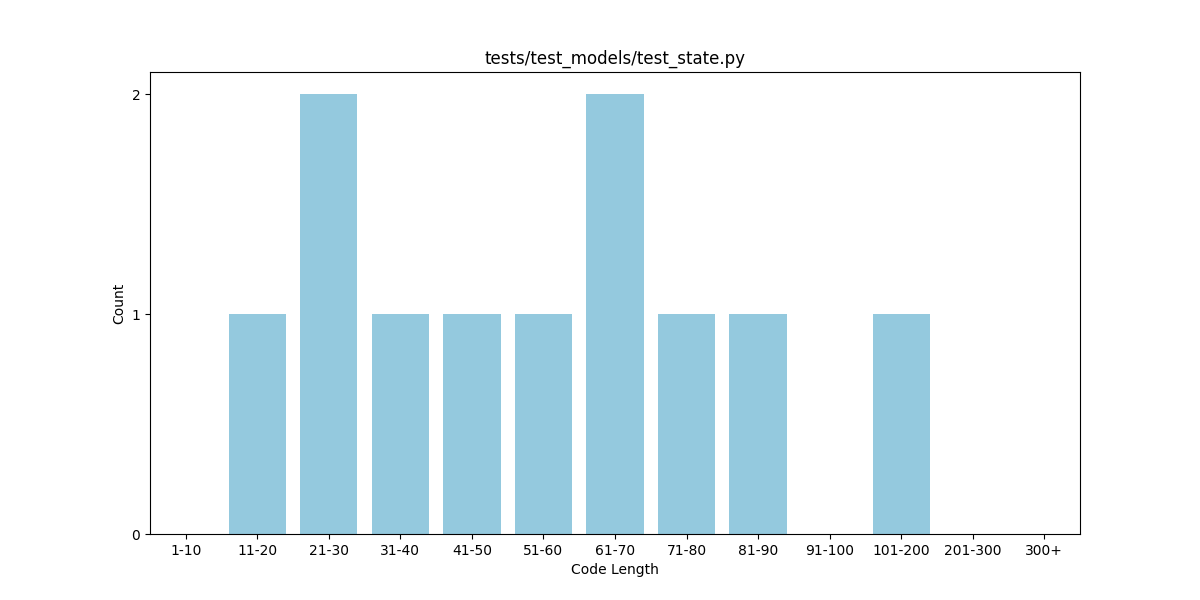 tests/test_models/test_state.py
2
1
0
Count
1-10 11-20 21-30 31-40 41-50 51-60 61-70 71-80 81-90 91-100 101-200 201-300 300+
Code Length